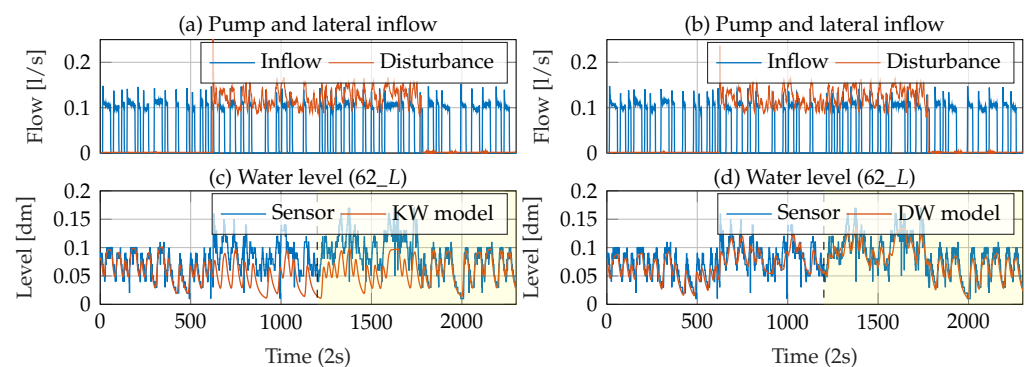 (a) Pump and lateral inflow
Flow [l/s]
0.2
0.1
0
Inflow
Disturbance
(b) Pump and lateral inflow
Flow [l/s]
0.2
0.1
0
Inflow
Disturbance
(c) Water level (62_L)
Level [dm]
0.2
0.15
0.1
0.05
0
Sensor
KW model
0 500 1000 1500 2000
Time (2s)
(d) Water level (62_L)
Level [dm]
0.2
0.15
0.1
0.05
0
Sensor
DW model
0 500 1000 1500 2000
Time (2s)